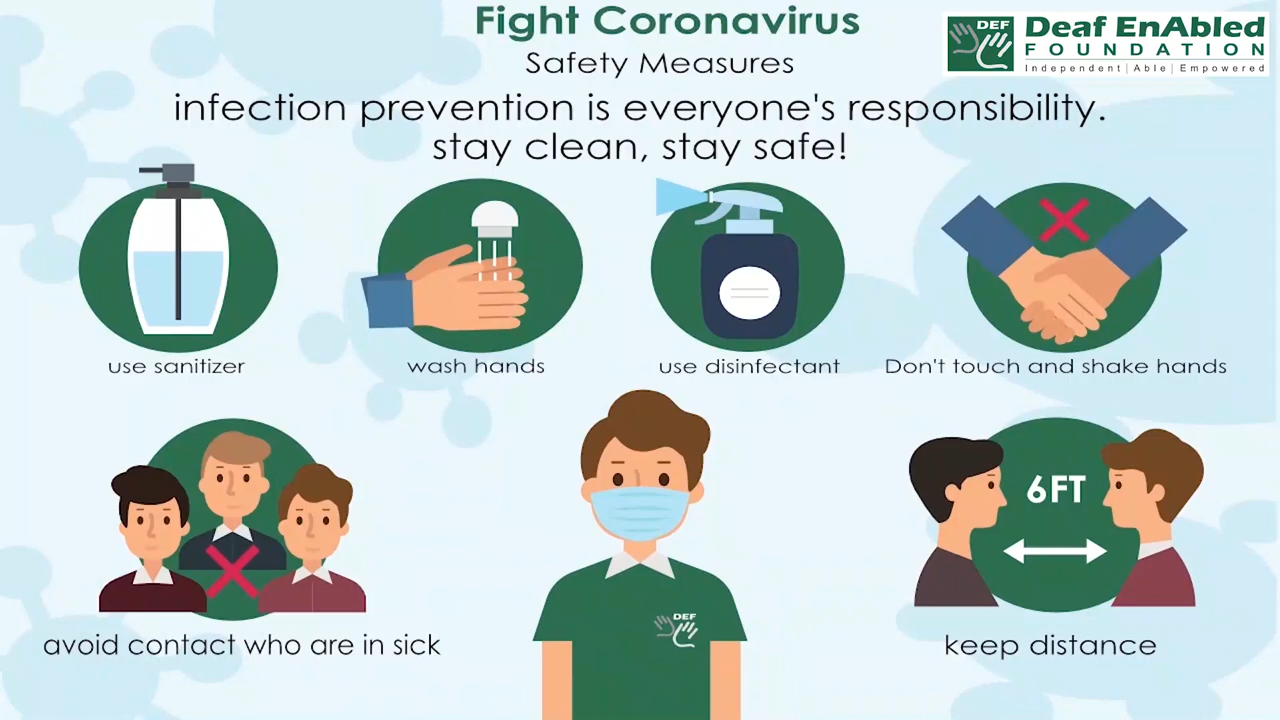 Fight Coronavirus
Safety Measures
DEF
Deaf EnAbled
FOUNDATION
Independent | Able | Empowered
infection prevention is everyone's responsibility.
stay clean, stay safe!
use sanitizer
wash hands
use disinfectant
Don't touch and shake hands
6FT
DEF
avoid contact who are in sick
keep distance